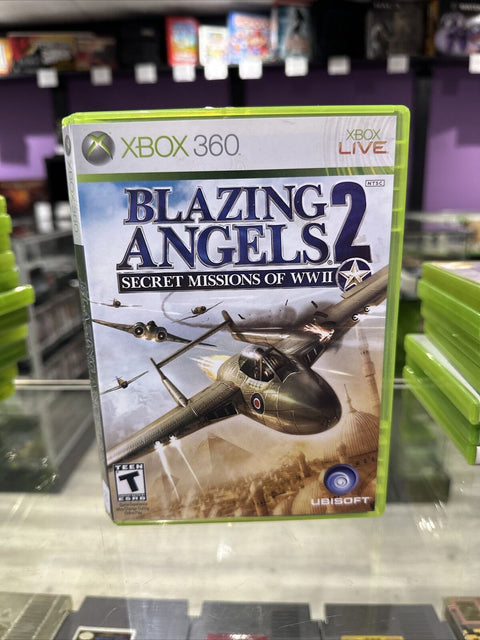 XBOX 360
XBOX
LIVE
NTSC
BLAZING
ANGELS 2
SECRET MISSIONS OF WWII
TEEN
T
ESRB
UBISOFT